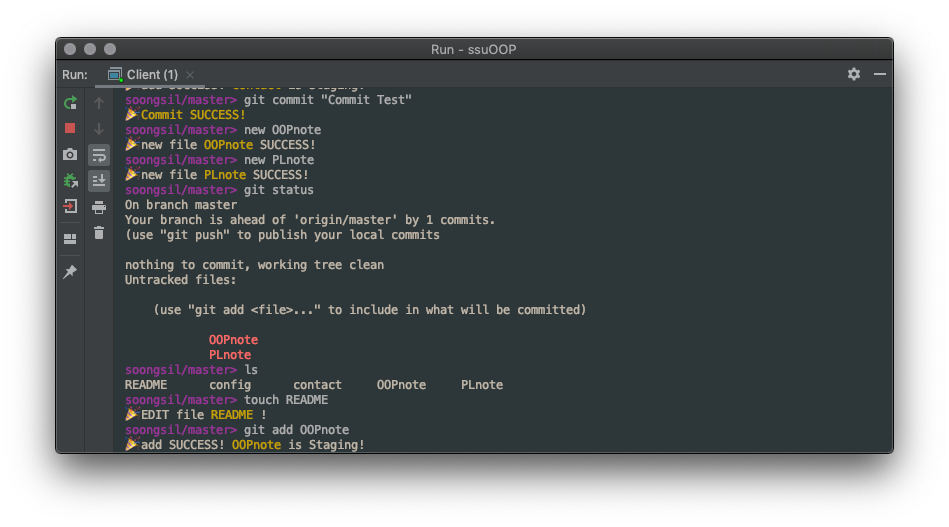 Run - ssuOOP
Run: Client (1)
add SUCCESS! contact is Staging!
soongsil/master> git commit "Commit Test"
🎉Commit SUCCESS!
soongsil/master> new OOPnote
🎉new file OOPnote SUCCESS!
soongsil/master> new PLnote
🎉new file PLnote SUCCESS!
soongsil/master> git status
On branch master
Your branch is ahead of 'origin/master' by 1 commits.
(use "git push" to publish your local commits
nothing to commit, working tree clean
Untracked files:
(use "git add <file>..." to include in what will be committed)
OOPnote
PLnote
soongsil/master> ls
README config contact OOPnote PLnote
soongsil/master> touch README
🎉EDIT file README !
soongsil/master> git add OOPnote
🎉add SUCCESS! OOPnote is Staging!